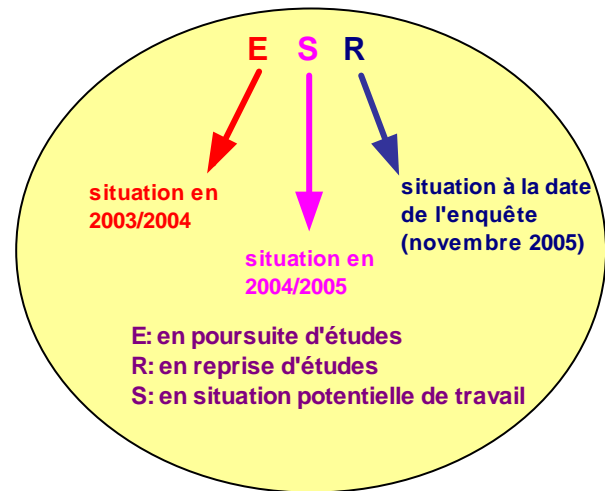 E S R
situation en
2003/2004
situation à la date
de l'enquête
(novembre 2005)
situation en
2004/2005
E: en poursuite d'études
R: en reprise d'études
S: en situation potentielle de travail